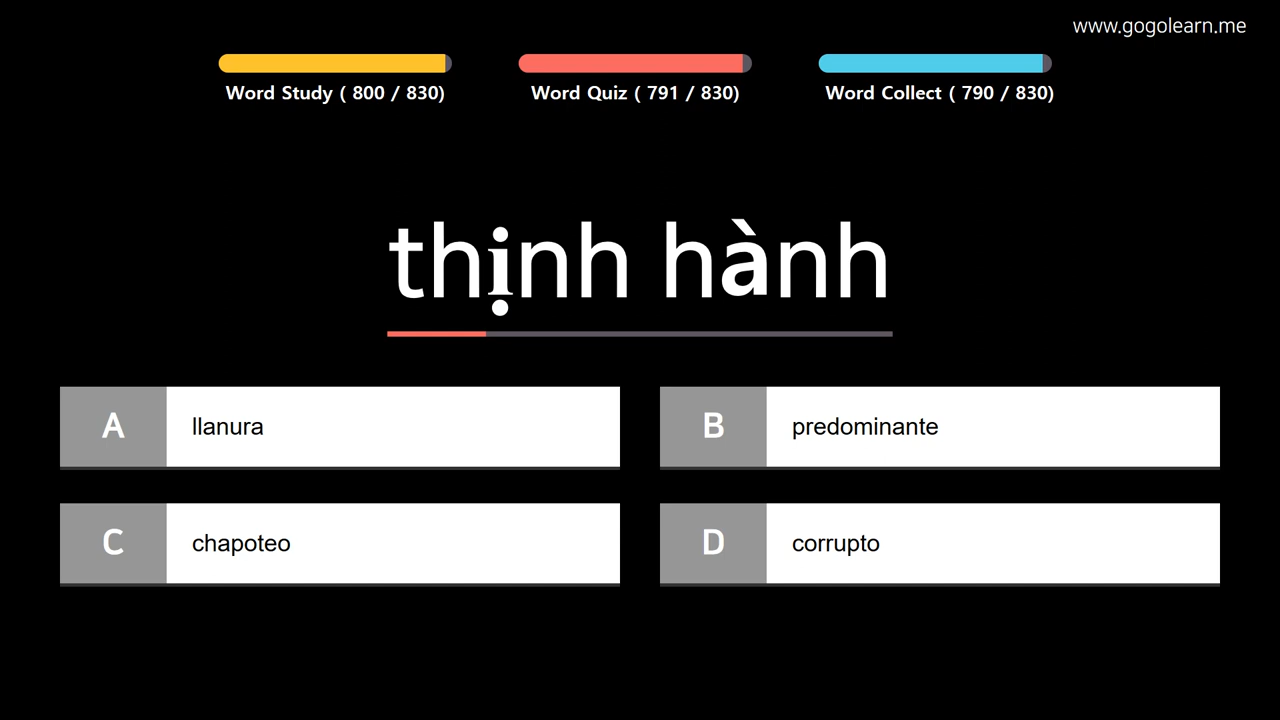 www.gogolearn.me
Word Study ( 800 / 830)
Word Quiz ( 791 / 830)
Word Collect ( 790 / 830)
thịnh hành
A llanura
B predominante
C chapoteo
D corrupto